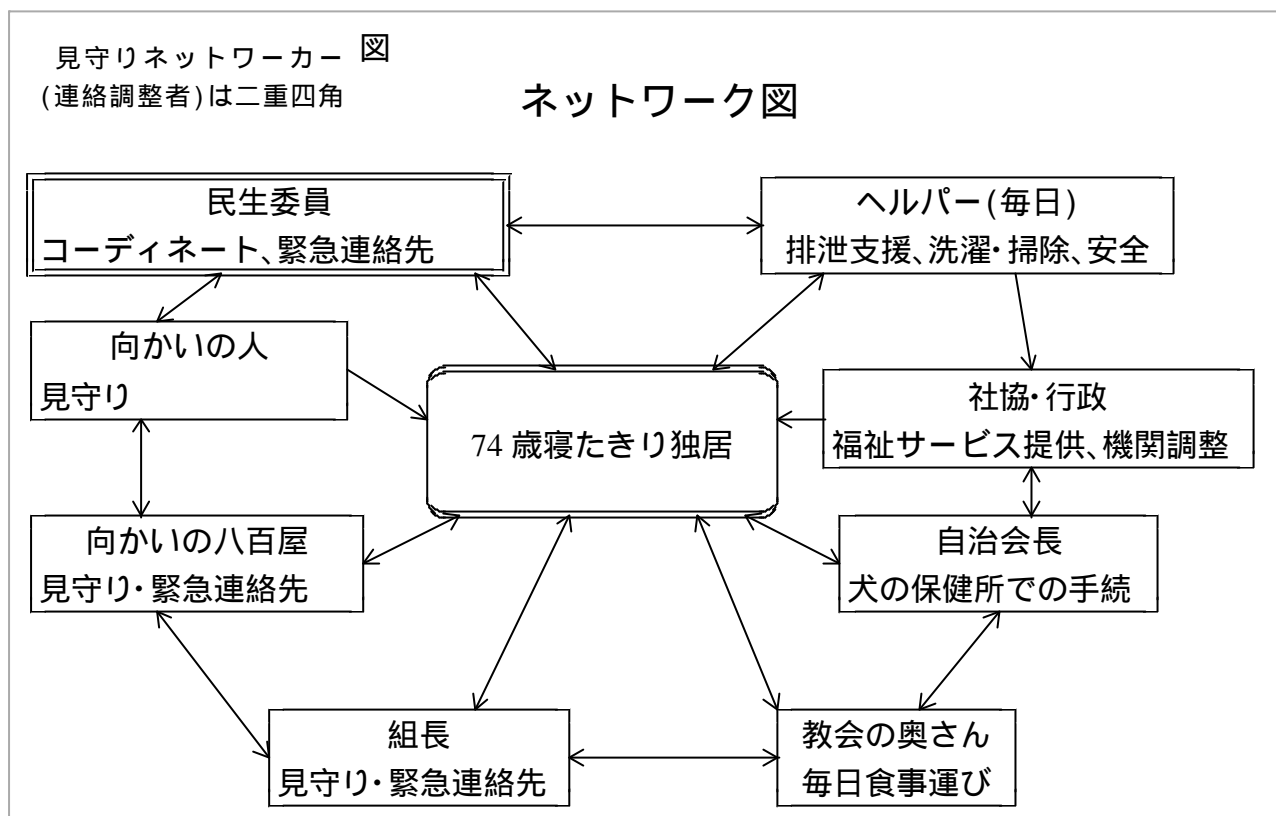 見守りネットワーカー 図
(連絡調整者)は二重四角
ネットワーク図
民生委員
コーディネート、緊急連絡先
ヘルパー(毎日)
排泄支援、洗濯・掃除、安全
向かいの人
見守り
74 歳寝たきり独居
社協・行政
福祉サービス提供、機関調整
向かいの八百屋
見守り・緊急連絡先
自治会長
犬の保健所での手続
組長
見守り・緊急連絡先
教会の奥さん
毎日食事運び